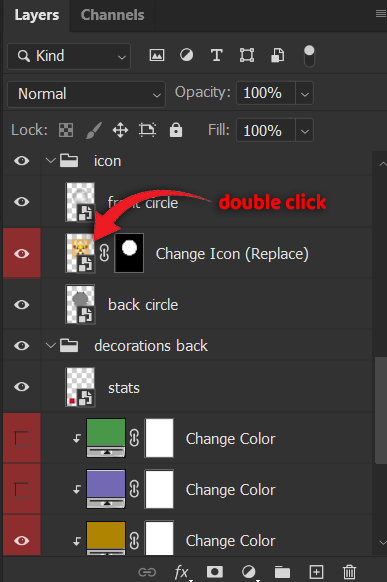 Layers Channels
Kind
Normal Opacity: 100%
Lock: Fill: 100%
icon
front circle
double click
Change Icon (Replace)
back circle
decorations back
stats
Change Color
Change Color
Change Color
fx